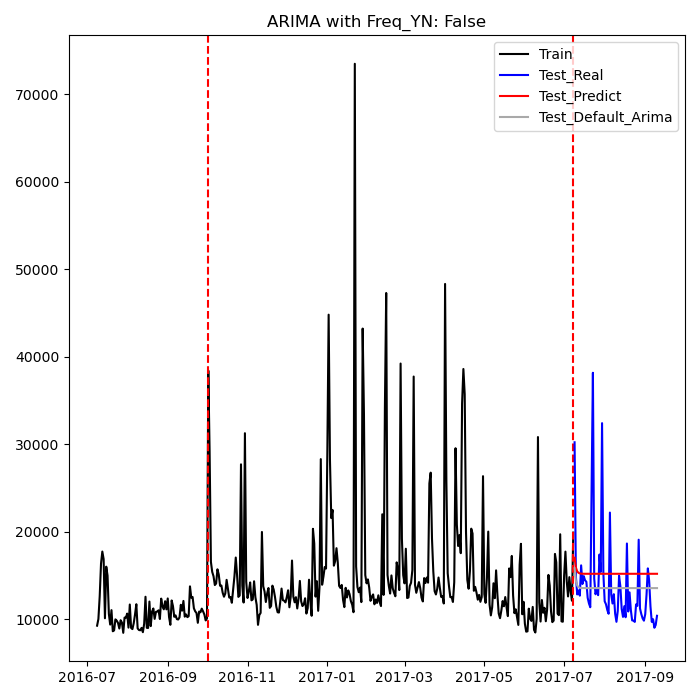 ARIMA with Freq_YN: False
Train
Test_Real
Test_Predict
Test_Default_Arima
70000
60000
50000
40000
30000
20000
10000
2016-07 2016-09 2016-11 2017-01 2017-03 2017-05 2017-07 2017-09